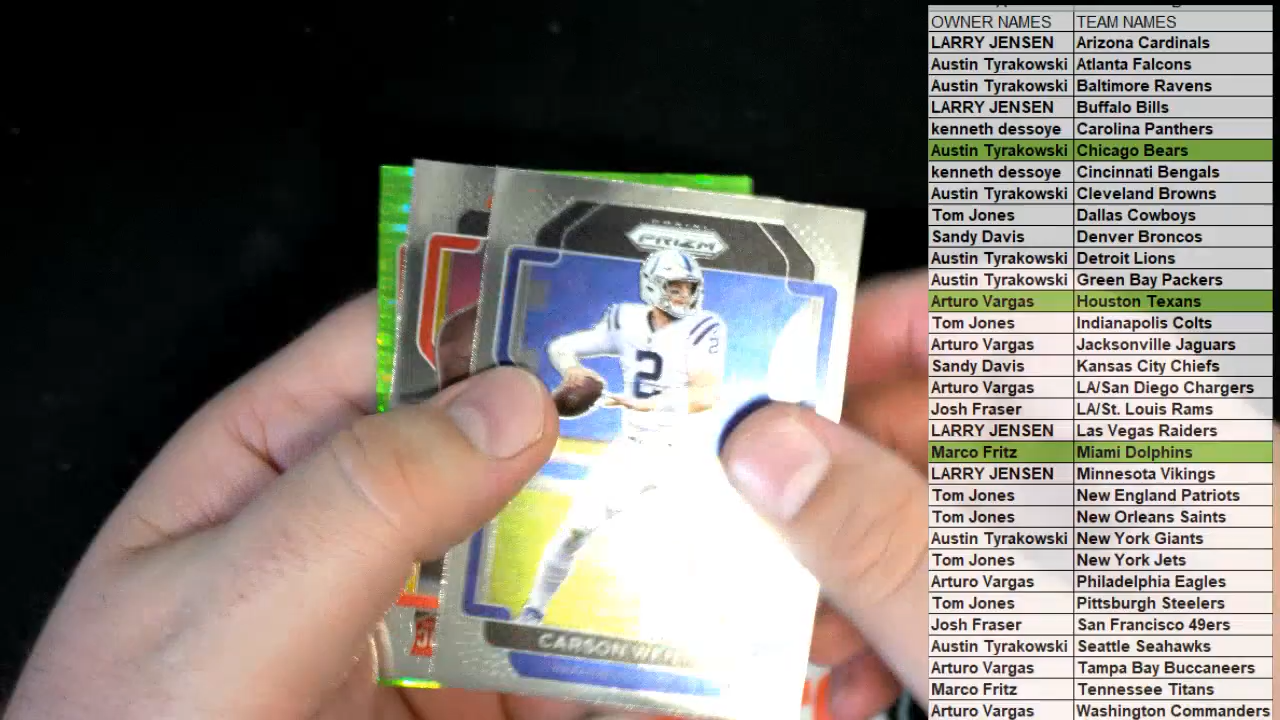 PANINI
PRIZM
2
2
CARSON
OWNER NAMES TEAM NAMES
LARRY JENSEN Arizona Cardinals
Austin Tyrakowski Atlanta Falcons
Austin Tyrakowski Baltimore Ravens
LARRY JENSEN Buffalo Bills
kenneth dessoye Carolina Panthers
Austin Tyrakowski Chicago Bears
kenneth dessoye Cincinnati Bengals
Austin Tyrakowski Cleveland Browns
Tom Jones Dallas Cowboys
Sandy Davis Denver Broncos
Austin Tyrakowski Detroit Lions
Austin Tyrakowski Green Bay Packers
Arturo Vargas Houston Texans
Tom Jones Indianapolis Colts
Arturo Vargas Jacksonville Jaguars
Sandy Davis Kansas City Chiefs
Arturo Vargas LA/San Diego Chargers
Josh Fraser LA/St. Louis Rams
LARRY JENSEN Las Vegas Raiders
Marco Fritz Miami Dolphins
LARRY JENSEN Minnesota Vikings
Tom Jones New England Patriots
Tom Jones New Orleans Saints
Austin Tyrakowski New York Giants
Tom Jones New York Jets
Arturo Vargas Philadelphia Eagles
Tom Jones Pittsburgh Steelers
Josh Fraser San Francisco 49ers
Austin Tyrakowski Seattle Seahawks
Arturo Vargas Tampa Bay Buccaneers
Marco Fritz Tennessee Titans
Arturo Vargas Washington Commanders